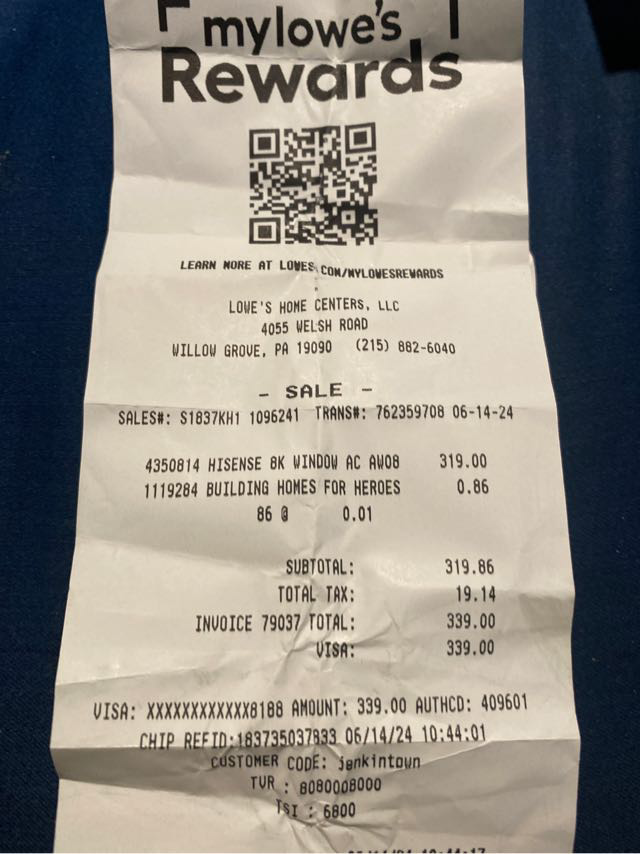 mylowe's
Rewards
LEARN MORE AT LOWES.COM/MYLOWESREWARDS
LOWE'S HOME CENTERS, LLC
4055 WELSH ROAD
WILLOW GROVE, PA 19090 (215) 882-6040
- SALE -
SALES#: S1837KH1 1096241 TRANS#: 762359708 06-14-24
4350814 HISENSE 8K WINDOW AC AW08 319.00
1119284 BUILDING HOMES FOR HEROES 0.86
86 @ 0.01
SUBTOTAL: 319.86
TOTAL TAX: 19.14
INVOICE 79037 TOTAL: 339.00
VISA: 339.00
VISA: XXXXXXXXXXXX8188 AMOUNT: 339.00 AUTHCD: 409601
CHIP REFID:183735037833 06/14/24 10:44:01
CUSTOMER CODE: jenkintown
TVR : 8080008000
TSI : 6800